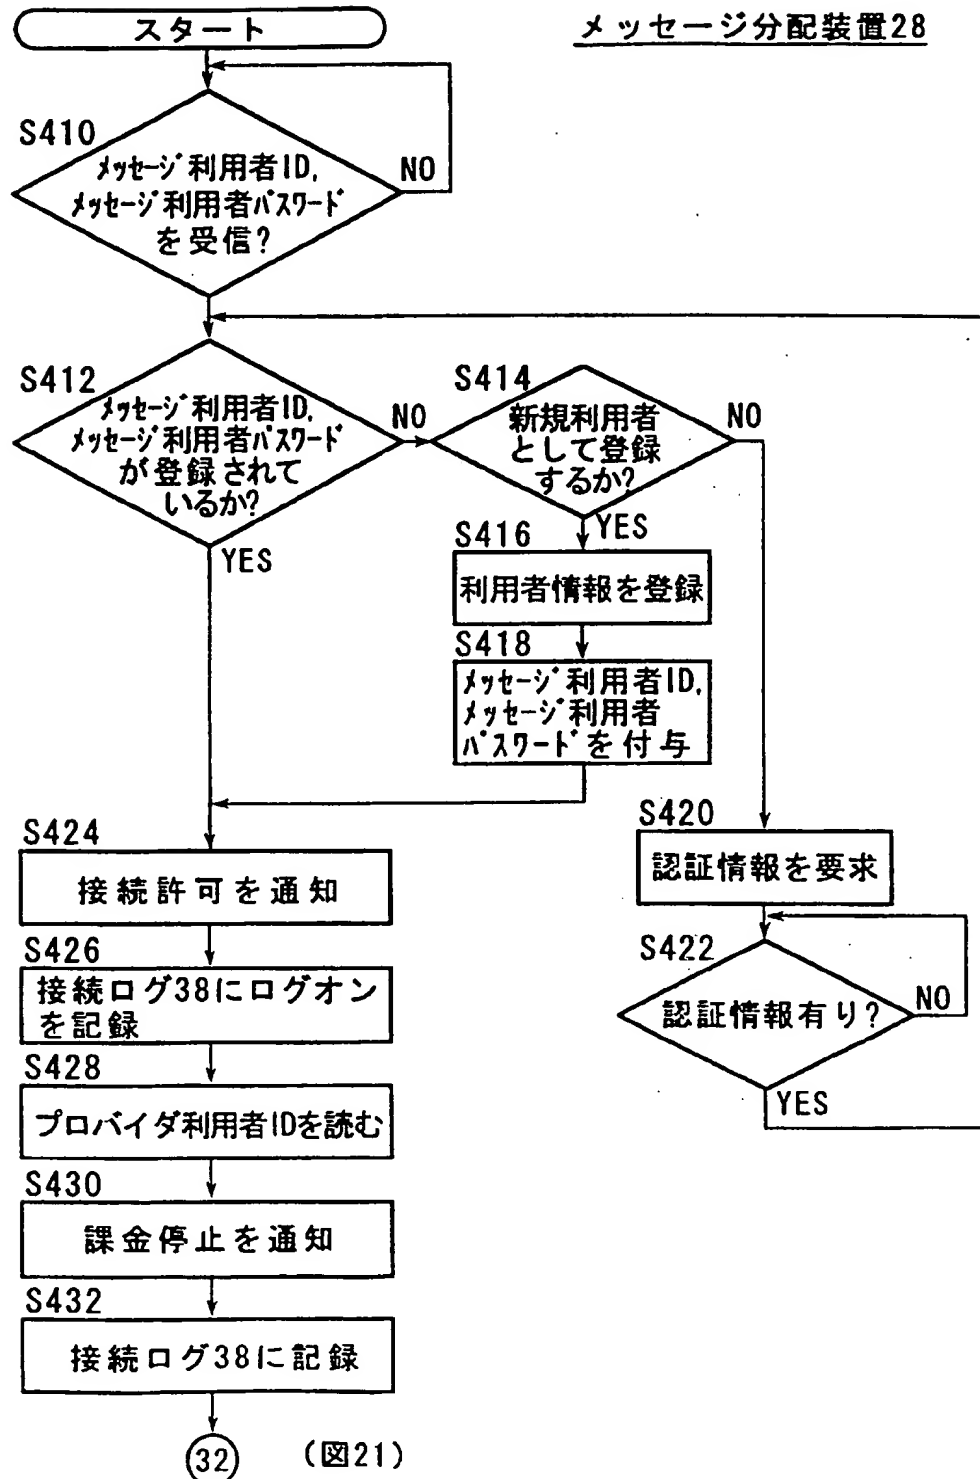 スタート
メッセージ分配装置28
S410
メッセージ利用者ID,
メッセージ利用者パスワード
を受信?
NO
S412
メッセージ利用者ID,
メッセージ利用者パスワード
が登録されて
いるか?
NO
YES
S414
新規利用者
として登録
するか?
NO
YES
S416
利用者情報を登録
S418
メッセージ利用者ID,
メッセージ利用者
パスワードを付与
S420
認証情報を要求
S422
認証情報有り?
NO
YES
S424
接続許可を通知
S426
接続ログ38にログオン
を記録
S428
プロバイダ利用者IDを読む
S430
課金停止を通知
S432
接続ログ38に記録
32
(図21)